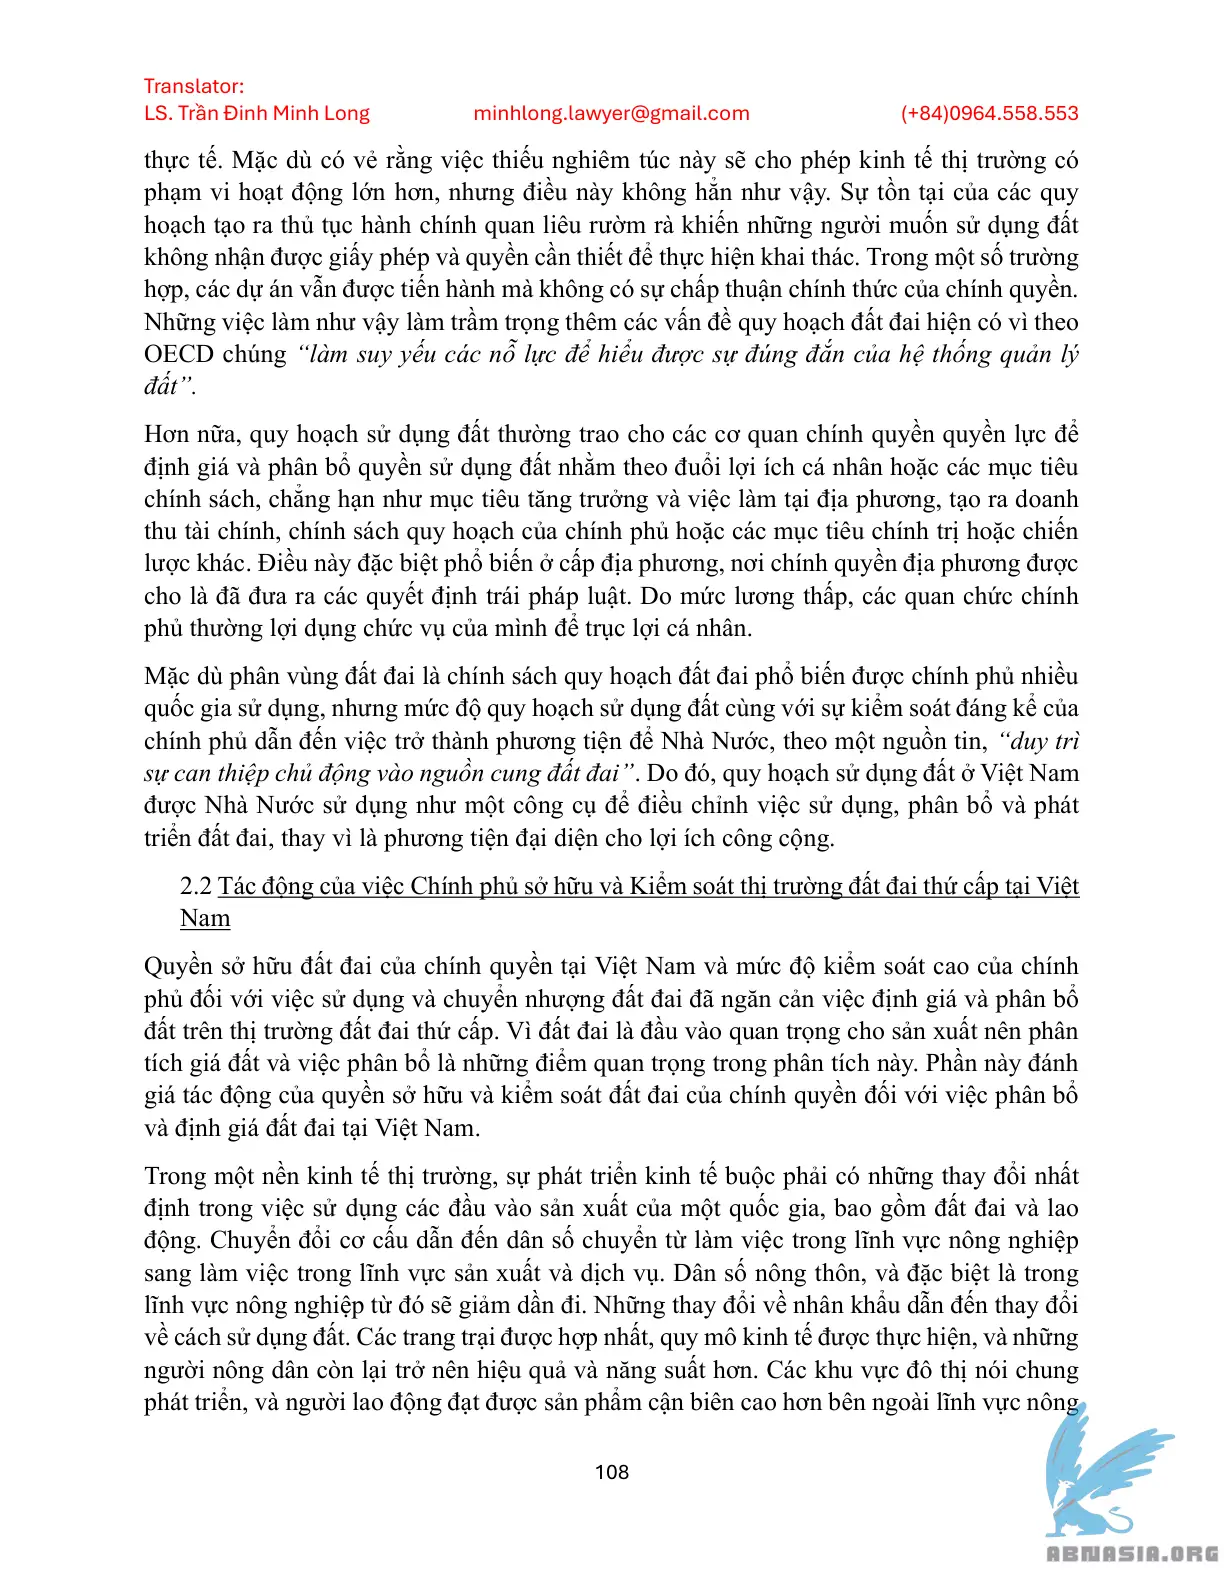 Translator:
LS. Trần Đinh Minh Long minhlong.lawyer@gmail.com (+84)0964.558.553
thực tế. Mặc dù có vẻ rằng việc thiếu nghiêm túc này sẽ cho phép kinh tế thị trường có
phạm vi hoạt động lớn hơn, nhưng điều này không hẳn như vậy. Sự tồn tại của các quy
hoạch tạo ra thủ tục hành chính quan liêu rườm rà khiến những người muốn sử dụng đất
không nhận được giấy phép và quyền cần thiết để thực hiện khai thác. Trong một số trường
hợp, các dự án vẫn được tiến hành mà không có sự chấp thuận chính thức của chính quyền.
Những việc làm như vậy làm trầm trọng thêm các vấn đề quy hoạch đất đai hiện có vì theo
OECD chúng “làm suy yếu các nỗ lực để hiểu được sự đúng đắn của hệ thống quản lý
đất”.
Hơn nữa, quy hoạch sử dụng đất thường trao cho các cơ quan chính quyền quyền lực để
định giá và phân bổ quyền sử dụng đất nhằm theo đuổi lợi ích cá nhân hoặc các mục tiêu
chính sách, chẳng hạn như mục tiêu tăng trưởng và việc làm tại địa phương, tạo ra doanh
thu tài chính, chính sách quy hoạch của chính phủ hoặc các mục tiêu chính trị hoặc chiến
lược khác. Điều này đặc biệt phổ biến ở cấp địa phương, nơi chính quyền địa phương được
cho là đã đưa ra các quyết định trái pháp luật. Do mức lương thấp, các quan chức chính
phủ thường lợi dụng chức vụ của mình để trục lợi cá nhân.
Mặc dù phân vùng đất đai là chính sách quy hoạch đất đai phổ biến được chính phủ nhiều
quốc gia sử dụng, nhưng mức độ quy hoạch sử dụng đất cùng với sự kiểm soát đáng kể của
chính phủ dẫn đến việc trở thành phương tiện để Nhà Nước, theo một nguồn tin, “duy trì
sự can thiệp chủ động vào nguồn cung đất đai”. Do đó, quy hoạch sử dụng đất ở Việt Nam
được Nhà Nước sử dụng như một công cụ để điều chỉnh việc sử dụng, phân bổ và phát
triển đất đai, thay vì là phương tiện đại diện cho lợi ích công cộng.
2.2 Tác động của việc Chính phủ sở hữu và Kiểm soát thị trường đất đai thứ cấp tại Việt
Nam
Quyền sở hữu đất đai của chính quyền tại Việt Nam và mức độ kiểm soát cao của chính
phủ đối với việc sử dụng và chuyển nhượng đất đai đã ngăn cản việc định giá và phân bổ
đất trên thị trường đất đai thứ cấp. Vì đất đai là đầu vào quan trọng cho sản xuất nên phân
tích giá đất và việc phân bổ là những điểm quan trọng trong phân tích này. Phần này đánh
giá tác động của quyền sở hữu và kiểm soát đất đai của chính quyền đối với việc phân bổ
và định giá đất đai tại Việt Nam.
Trong một nền kinh tế thị trường, sự phát triển kinh tế buộc phải có những thay đổi nhất
định trong việc sử dụng các đầu vào sản xuất của một quốc gia, bao gồm đất đai và lao
động. Chuyển đổi cơ cấu dẫn đến dân số chuyển từ làm việc trong lĩnh vực nông nghiệp
sang làm việc trong lĩnh vực sản xuất và dịch vụ. Dân số nông thôn, và đặc biệt là trong
lĩnh vực nông nghiệp từ đó sẽ giảm dần đi. Những thay đổi về nhân khẩu dẫn đến thay đổi
về cách sử dụng đất. Các trang trại được hợp nhất, quy mô kinh tế được thực hiện, và những
người nông dân còn lại trở nên hiệu quả và năng suất hơn. Các khu vực đô thị nói chung
phát triển, và người lao động đạt được sản phẩm cận biên cao hơn bên ngoài lĩnh vực nông
108
ABNASIA.ORG